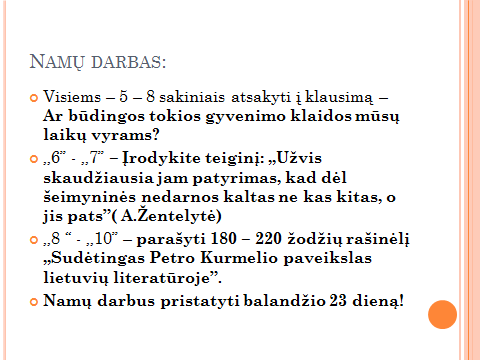 NAMŲ DARBAS:
Visiems – 5 – 8 sakiniais atsakyti į klausimą –
Ar būdingos tokios gyvenimo klaidos mūsų
laikų vyrams?
,,6” - ,,7” – Įrodykite teiginį: „Užvis
skaudžiausia jam patyrimas, kad dėl
šeimyninės nedarnos kaltas ne kas kitas, o
jis pats”( A.Žentelytė)
,,8 “ - ,,10” – parašyti 180 – 220 žodžių rašinėlį
„Sudėtingas Petro Kurmelio paveikslas
lietuvių literatūroje”.
Namų darbus pristatyti balandžio 23 dieną!